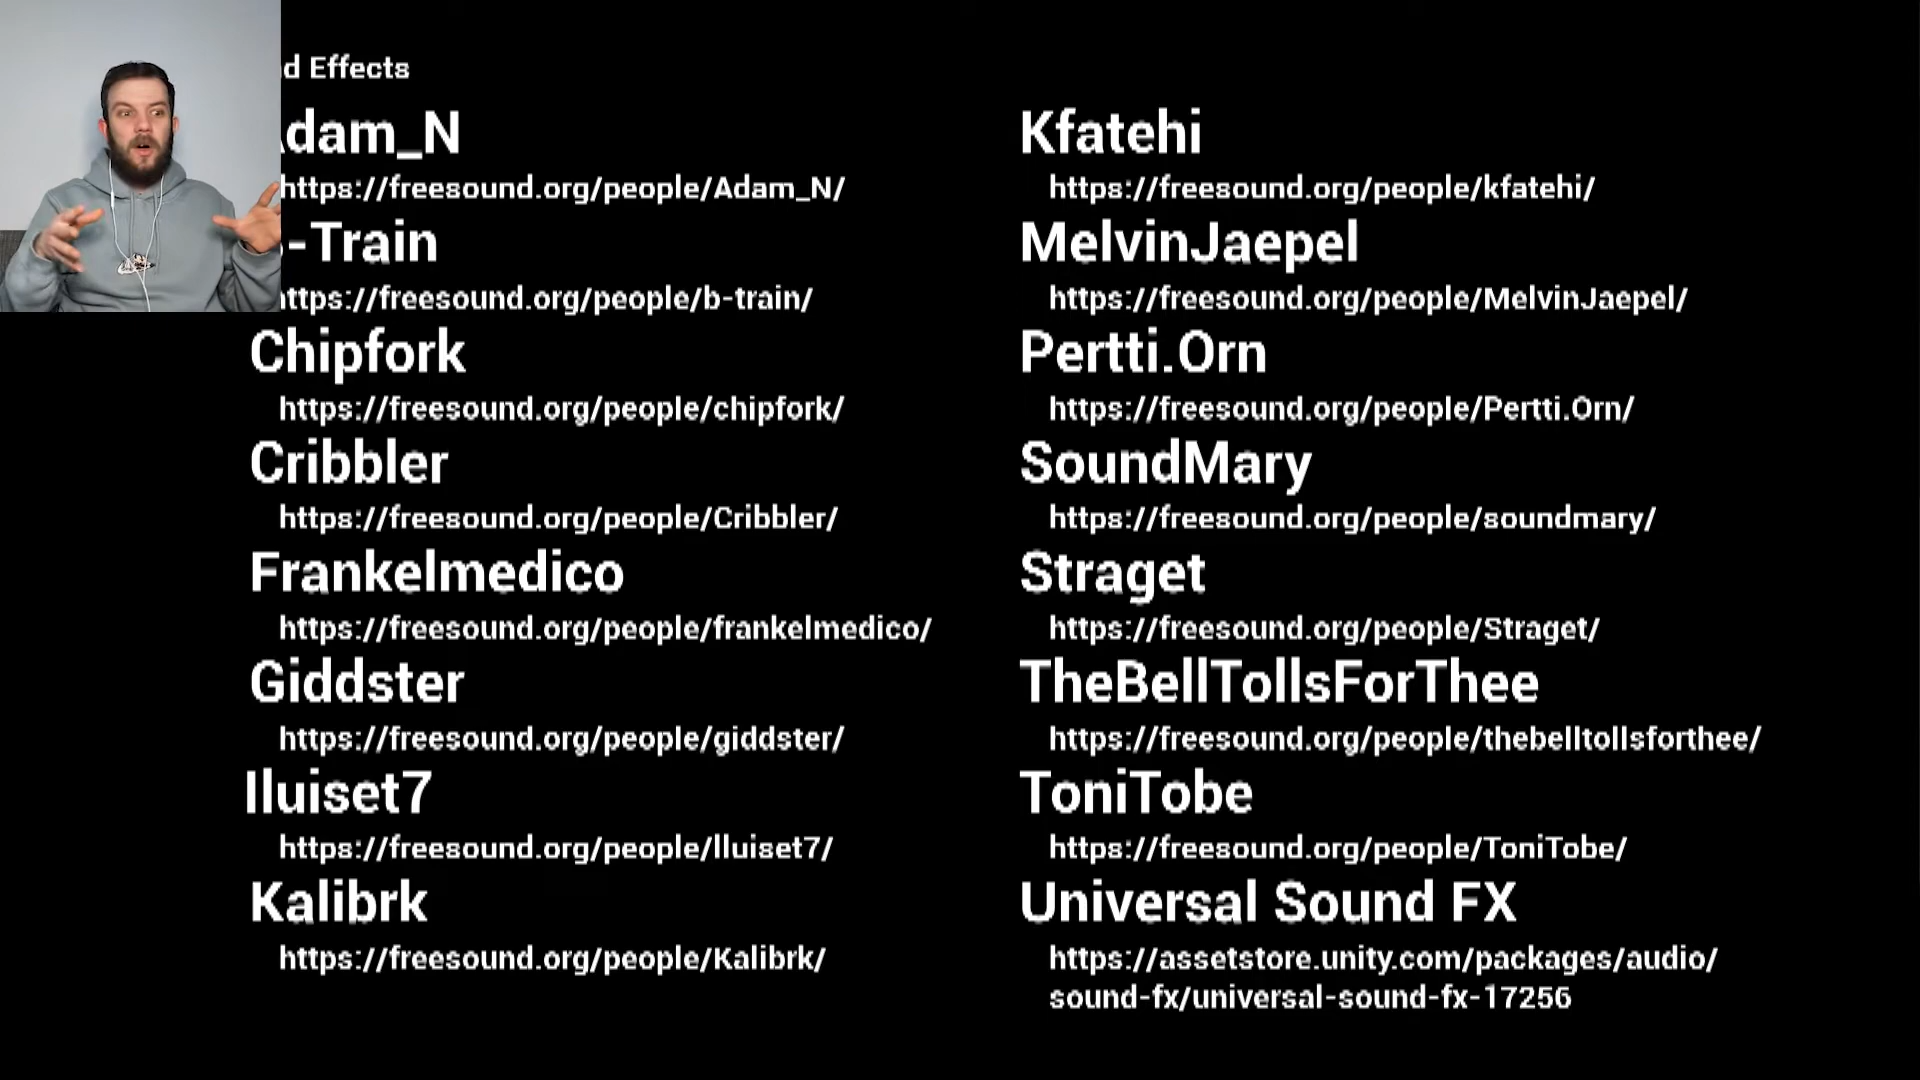 d Effects
Adam_N
https://freesound.org/people/Adam_N/
-Train
https://freesound.org/people/b-train/
Chipfork
https://freesound.org/people/chipfork/
Cribbler
https://freesound.org/people/Cribbler/
Frankelmedico
https://freesound.org/people/frankelmedico/
Giddster
https://freesound.org/people/giddster/
lluiset7
https://freesound.org/people/lluiset7/
Kalibrk
https://freesound.org/people/Kalibrk/
Kfatehi
https://freesound.org/people/kfatehi/
MelvinJaepel
https://freesound.org/people/MelvinJaepel/
Pertti.Orn
https://freesound.org/people/Pertti.Orn/
SoundMary
https://freesound.org/people/soundmary/
Straget
https://freesound.org/people/Straget/
TheBellTollsForThee
https://freesound.org/people/thebelltollsforthee/
ToniTobe
https://freesound.org/people/ToniTobe/
Universal Sound FX
https://assetstore.unity.com/packages/audio/
sound-fx/universal-sound-fx-17256